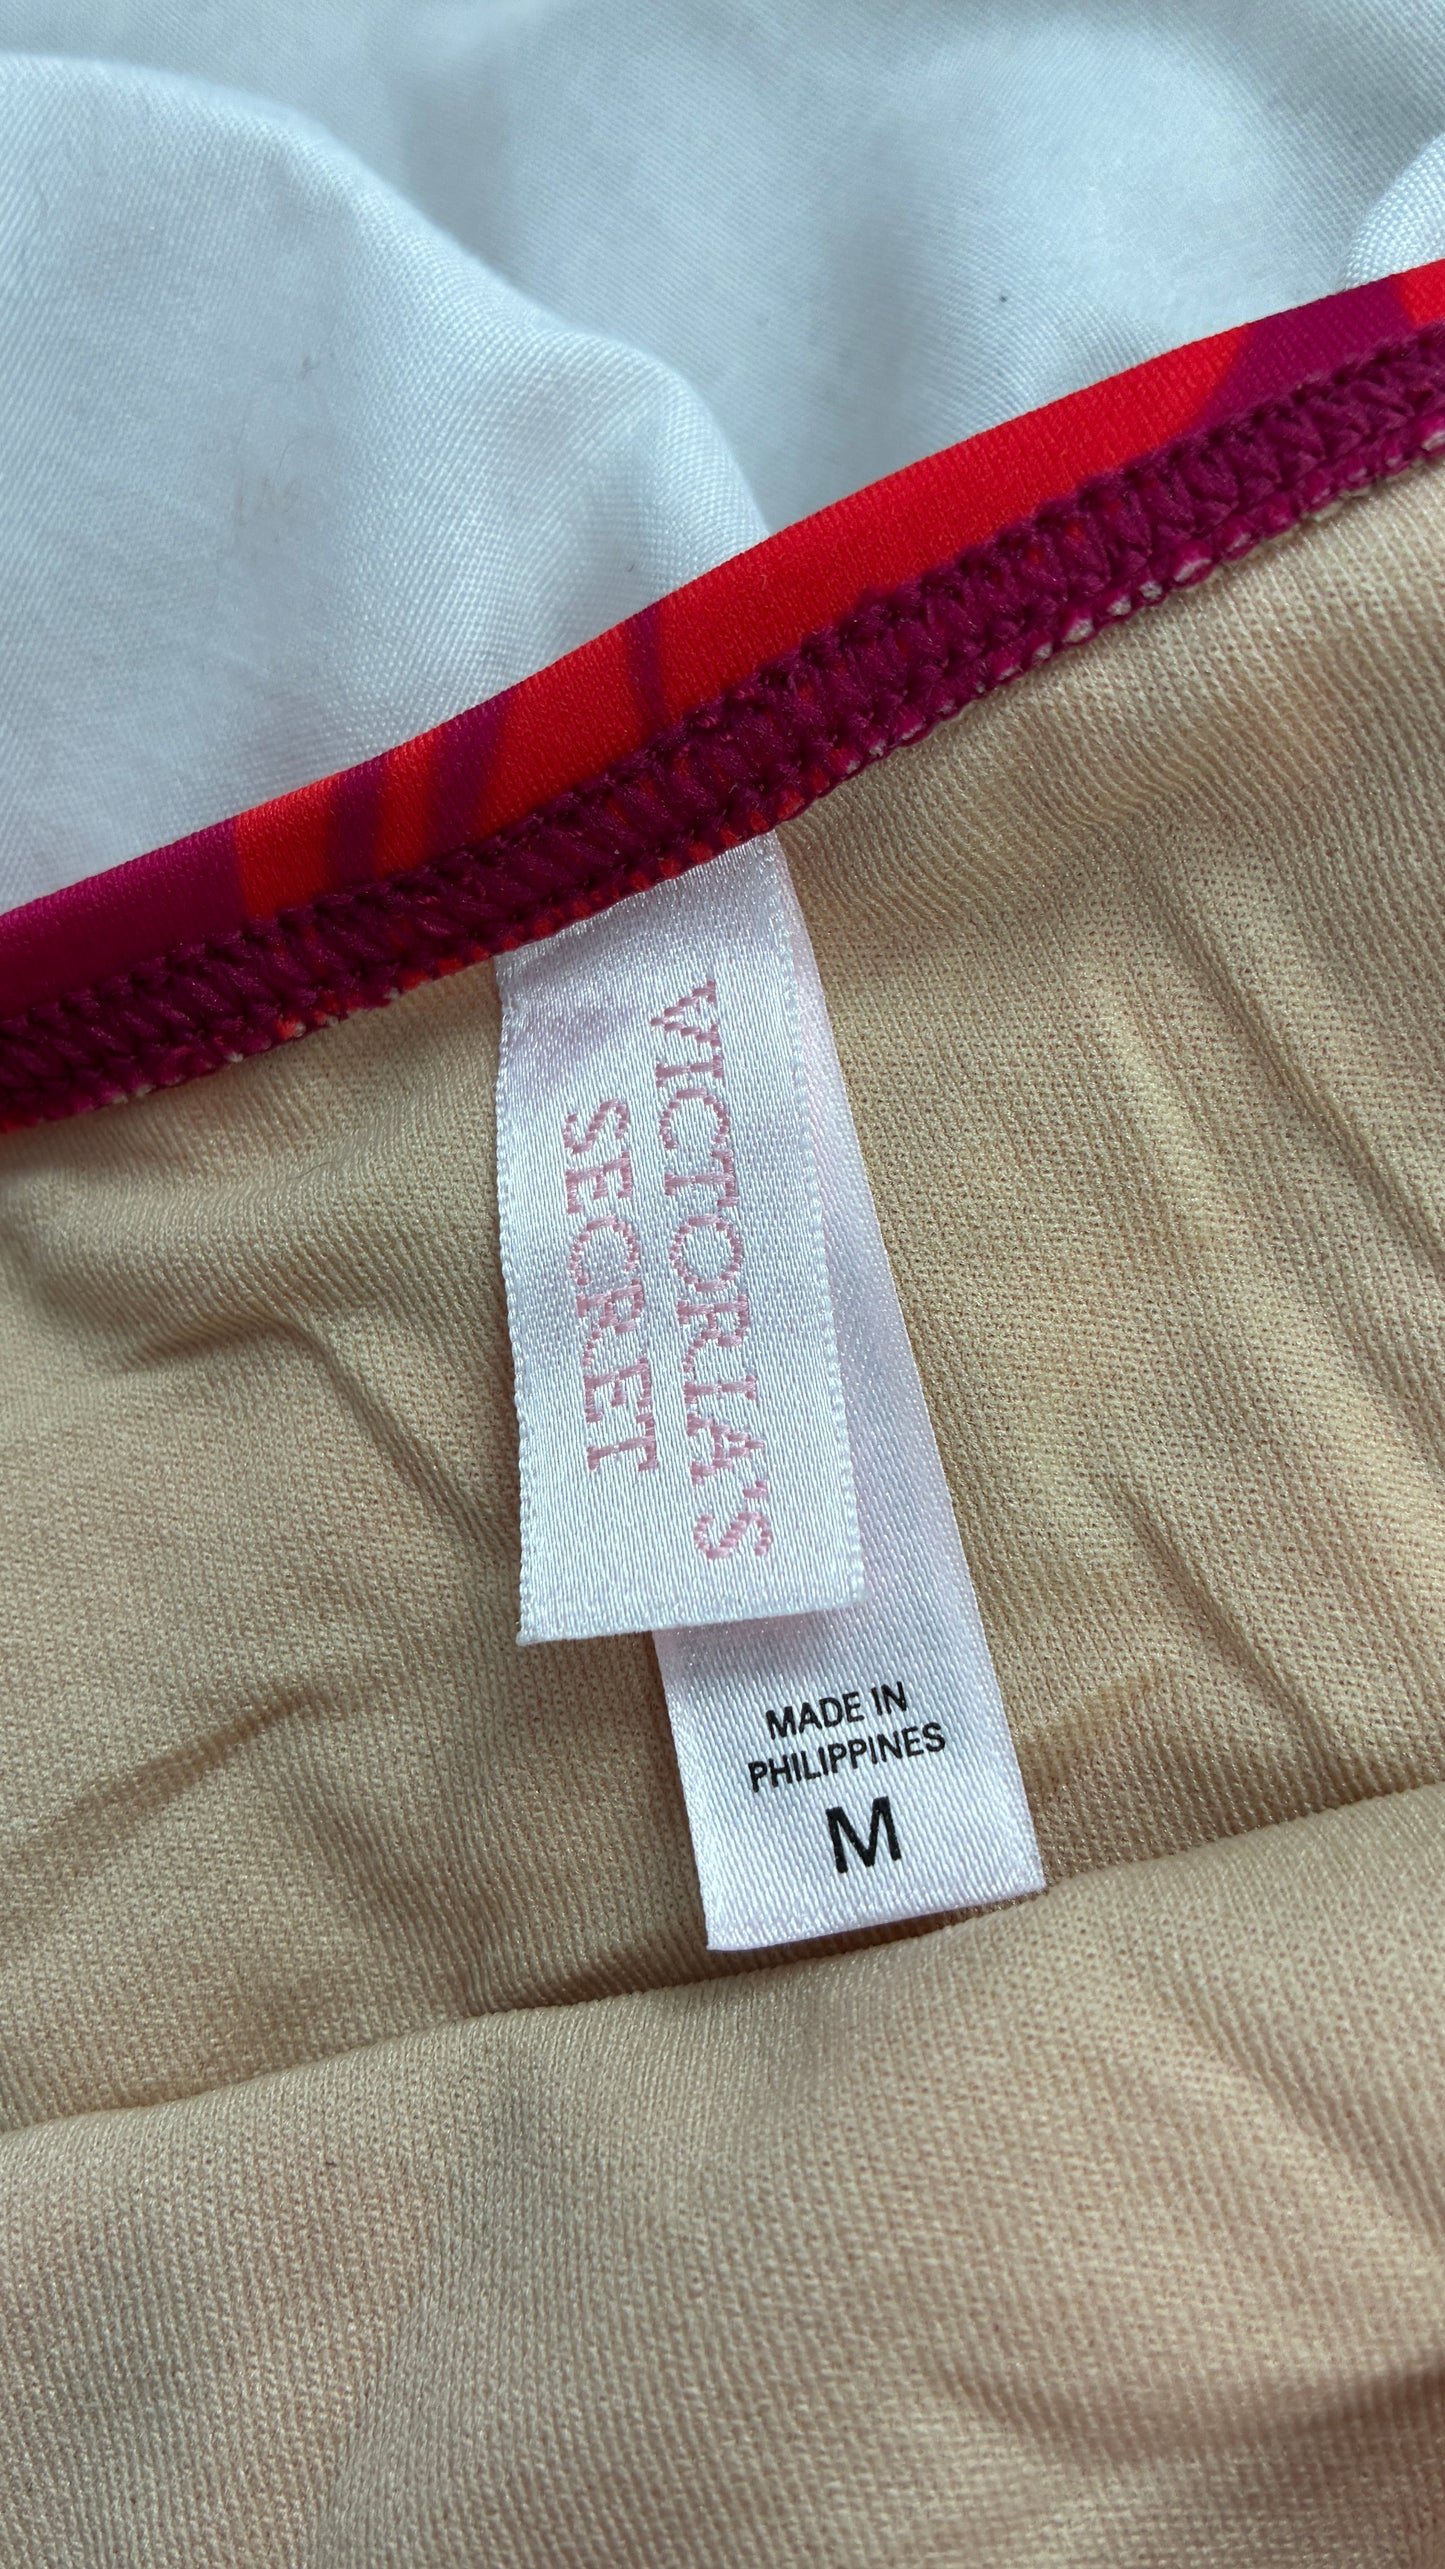 VICTORIA'S
SECRET
MADE IN
PHILIPPINES
M